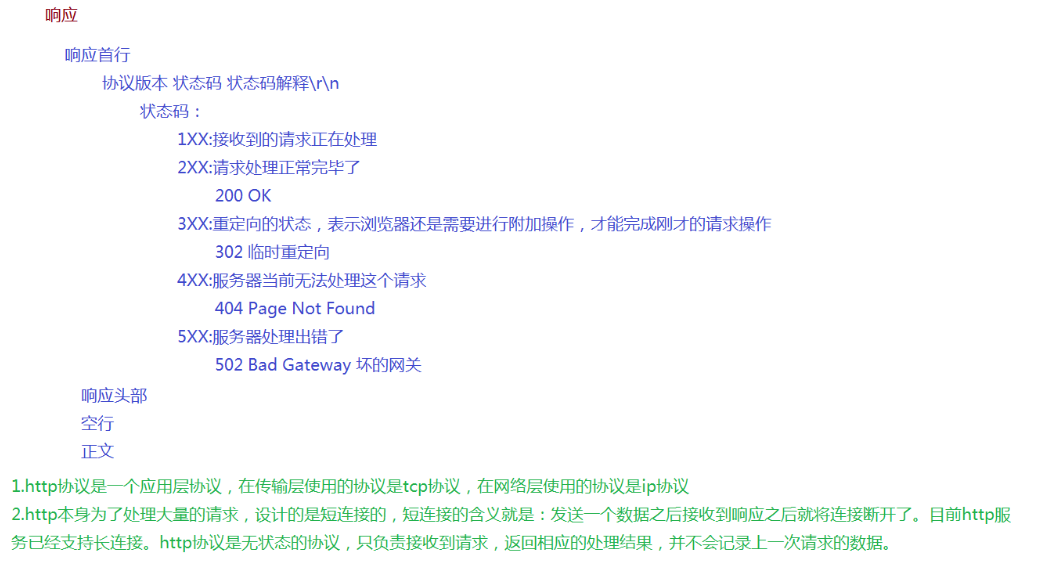 响应
响应首行
协议版本 状态码 状态码解释\r\n
状态码：
1XX:接收到的请求正在处理
2XX:请求处理正常完毕了
200 OK
3XX:重定向的状态，表示浏览器还是需要进行附加操作，才能完成刚才的请求操作
302 临时重定向
4XX:服务器当前无法处理这个请求
404 Page Not Found
5XX:服务器处理出错了
502 Bad Gateway 坏的网关
响应头部
空行
正文
1.http协议是一个应用层协议，在传输层使用的协议是tcp协议，在网络层使用的协议是ip协议
2.http本身为了处理大量的请求，设计的是短连接的，短连接的含义就是：发送一个数据之后接收到响应之后就将连接断开了。目前http服
务已经支持长连接。http协议是无状态的协议，只负责接收到请求，返回相应的处理结果，并不会记录上一次请求的数据。